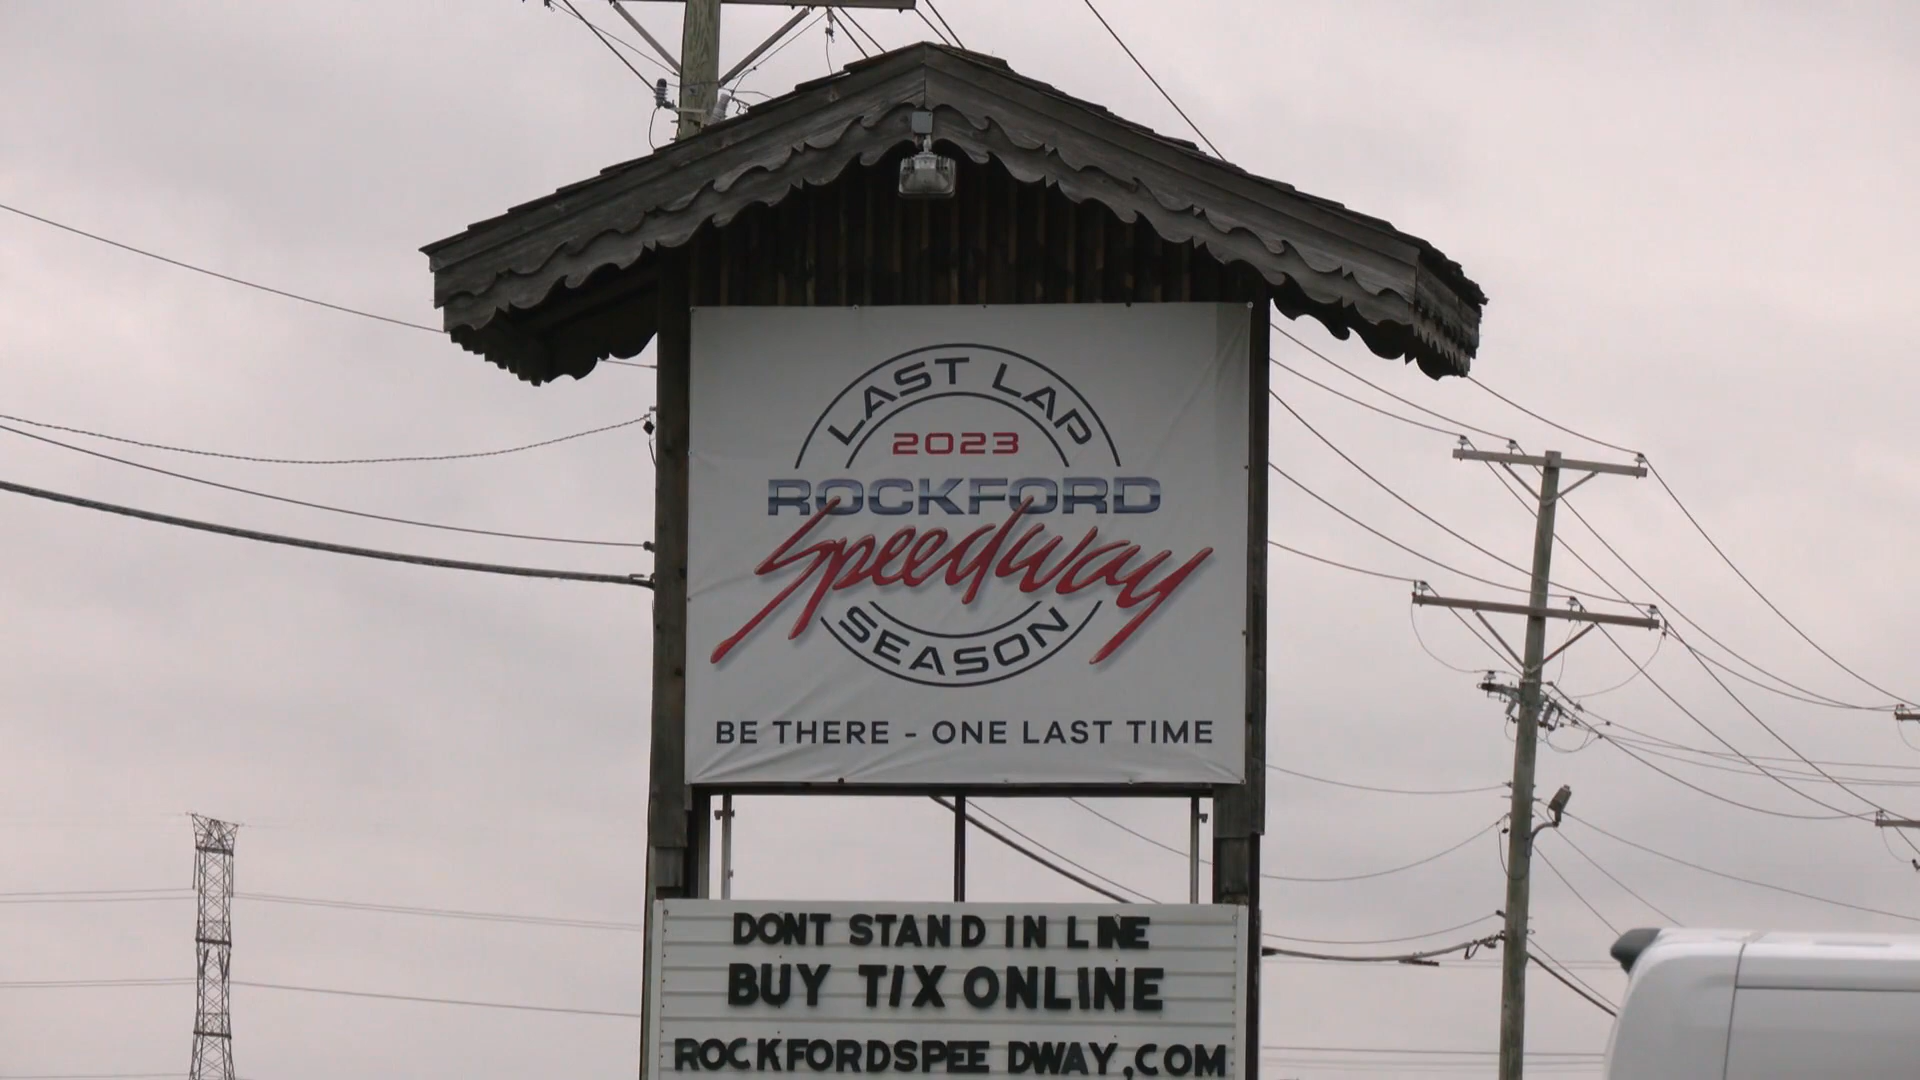 LAST LAP
2023
ROCKFORD
Speedway
SEASON
BE THERE - ONE LAST TIME
DONT STAND IN LINE
BUY TIX ONLINE
ROCKFORDSPEE DWAY,COM